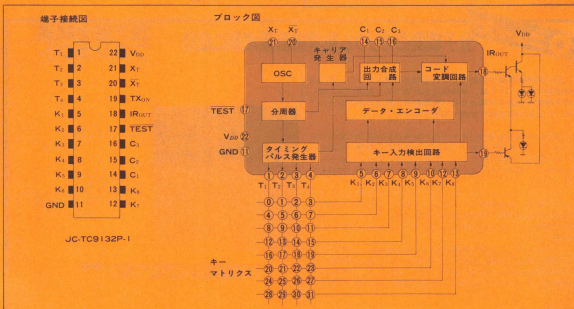 端子接続図
T₁ 1 22 VDD
T₂ 2 21 XT
T₃ 3 20 X̅T̅
T₄ 4 19 TXON
K₁ 5 18 IROUT
K₂ 6 17 TEST
K₃ 7 16 C₃
K₄ 8 15 C₂
K₅ 9 14 C₁
K₆ 10 13 K₈
GND 11 12 K₇
JC-TC9132P-1
ブロック図
XT X̅T̅ C₁ C₂ C₃ VDD
㉑ ⑳ ⑭ ⑮ ⑯
キャリア
発生器
IROUT
OSC
出力合成
回路
コード
変調回路
⑱
T̅E̅S̅T̅ ⑰
分周器
データ・エンコーダ
VDD ㉒
GND ⑪
タイミング
パルス発生器
キー入力検出回路
⑲
① ② ③ ④ ⑤ ⑥ ⑦ ⑧ ⑨ ⑩ ⑫ ⑬
T₁ T₂ T₃ T₄ K₁ K₂ K₃ K₄ K₅ K₆ K₇ K₈
⓪ ① ② ③
④ ⑤ ⑥ ⑦
⑧ ⑨ ⑩ ⑪
⑫ ⑬ ⑭ ⑮
⑯ ⑰ ⑱ ⑲
キー
マトリクス
⑳ ㉑ ㉒ ㉓
㉔ ㉕ ㉖ ㉗
㉘ ㉙ ㉚ ㉛